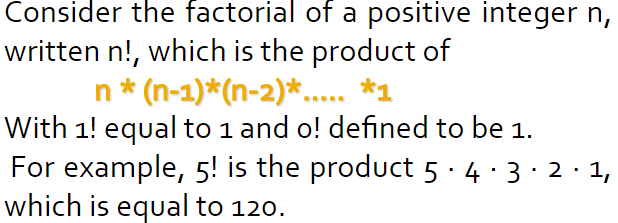 Consider the factorial of a positive integer n,
written n!, which is the product of
n * (n-1)*(n-2)*..... *1
With 1! equal to 1 and 0! defined to be 1.
For example, 5! is the product 5 · 4 · 3 · 2 · 1,
which is equal to 120.